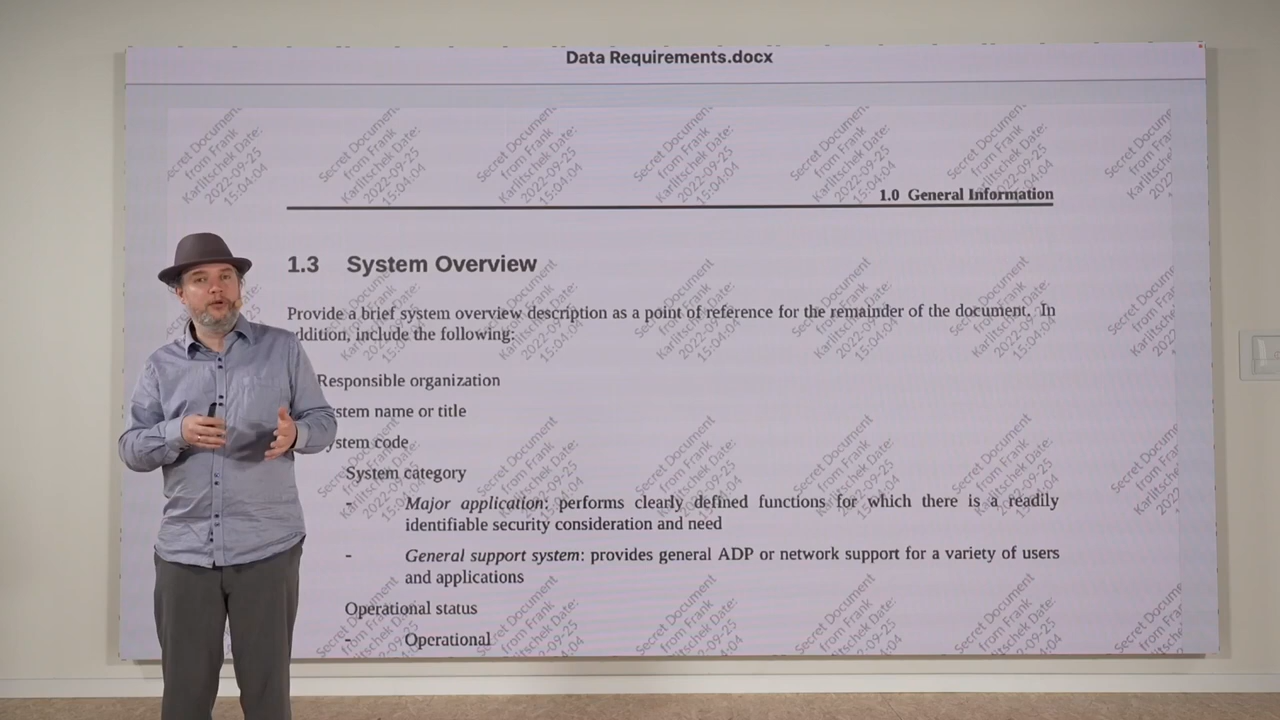 Data Requirements.docx
Secret Document
from Frank
Karlitschek Date:
2022-09-25
15:04:04
1.0 General Information
1.3 System Overview
Provide a brief system overview description as a point of reference for the remainder of the document. In
ddition, include the following:
Responsible organization
stem name or title
ystem code
System category
- Major application: performs clearly defined functions for which there is a readily
identifiable security consideration and need
- General support system: provides general ADP or network support for a variety of users
and applications
Operational status
- Operational